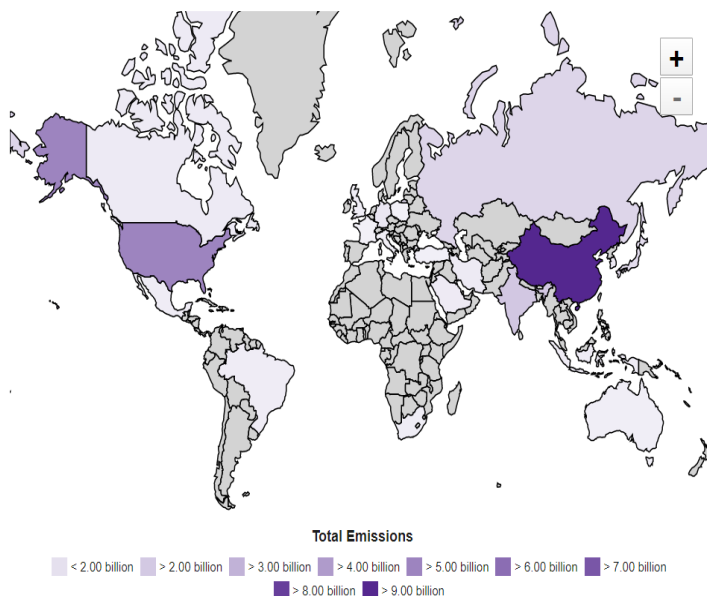 +
-
Total Emissions
< 2.00 billion > 2.00 billion > 3.00 billion > 4.00 billion > 5.00 billion > 6.00 billion > 7.00 billion
> 8.00 billion > 9.00 billion